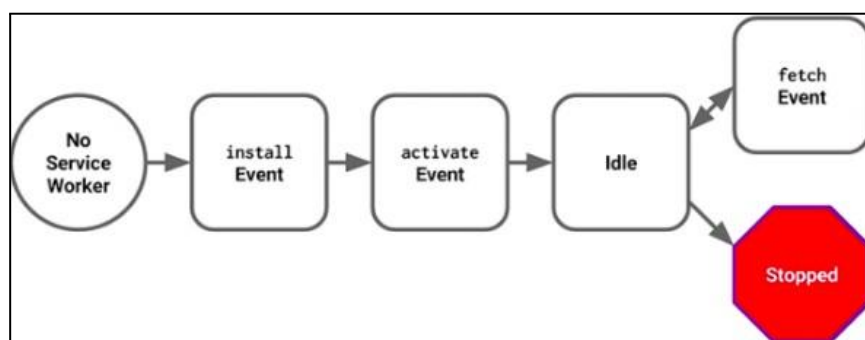 No
Service
Worker
install
Event
activate
Event
Idle
fetch
Event
Stopped